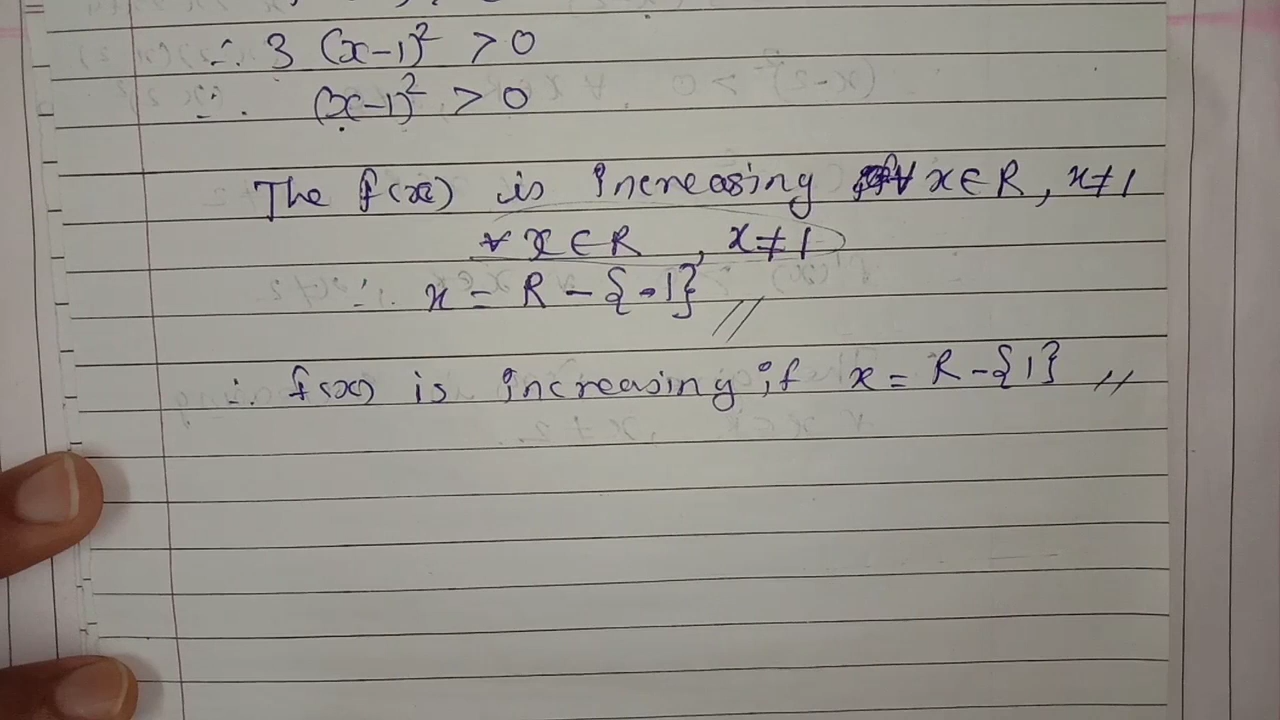 ∴ 3 (x-1)² > 0
∴ (x-1)² > 0
The f(x) is increasing ∀ x∈R, x≠1
∀ x∈R, x≠1
∴ x = R - {-1} //
∴ f(x) is increasing if x = R-{1} //